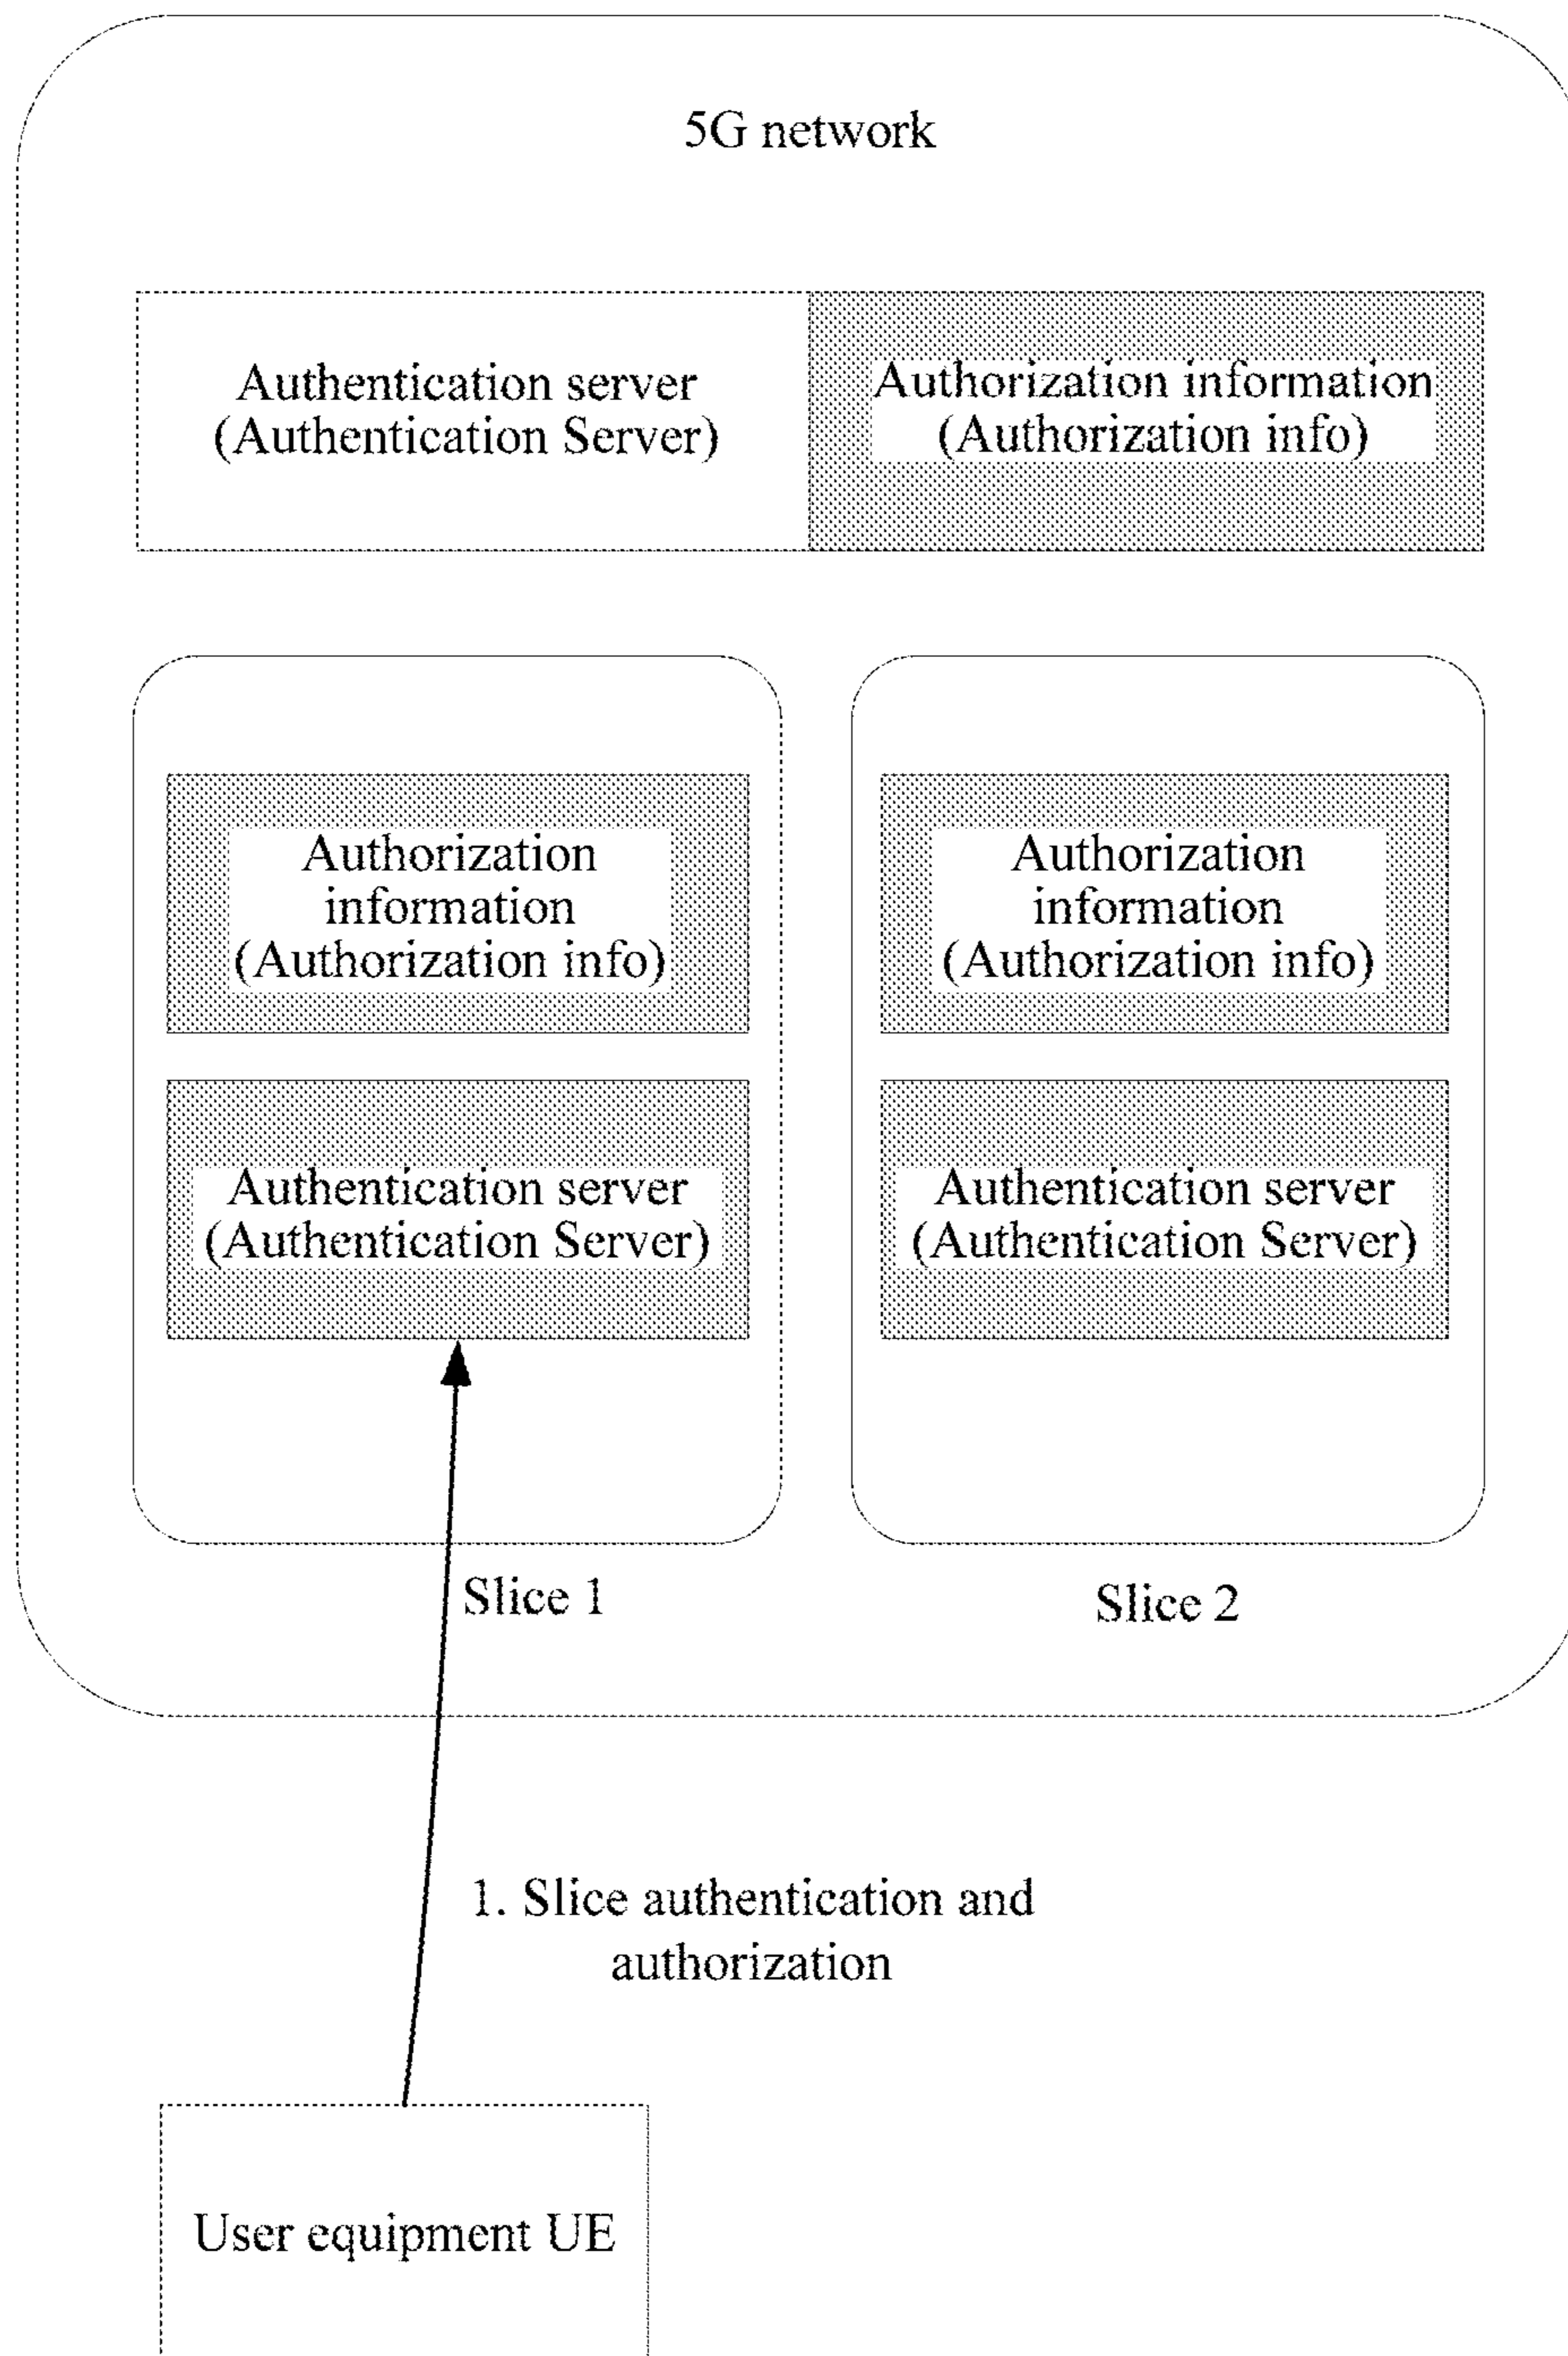 5G network
Authentication server
(Authentication Server)
Authorization information
(Authorization info)
Authorization
information
(Authorization info)
Authentication server
(Authentication Server)
Slice 1
Authorization
information
(Authorization info)
Authentication server
(Authentication Server)
Slice 2
1. Slice authentication and
authorization
User equipment UE